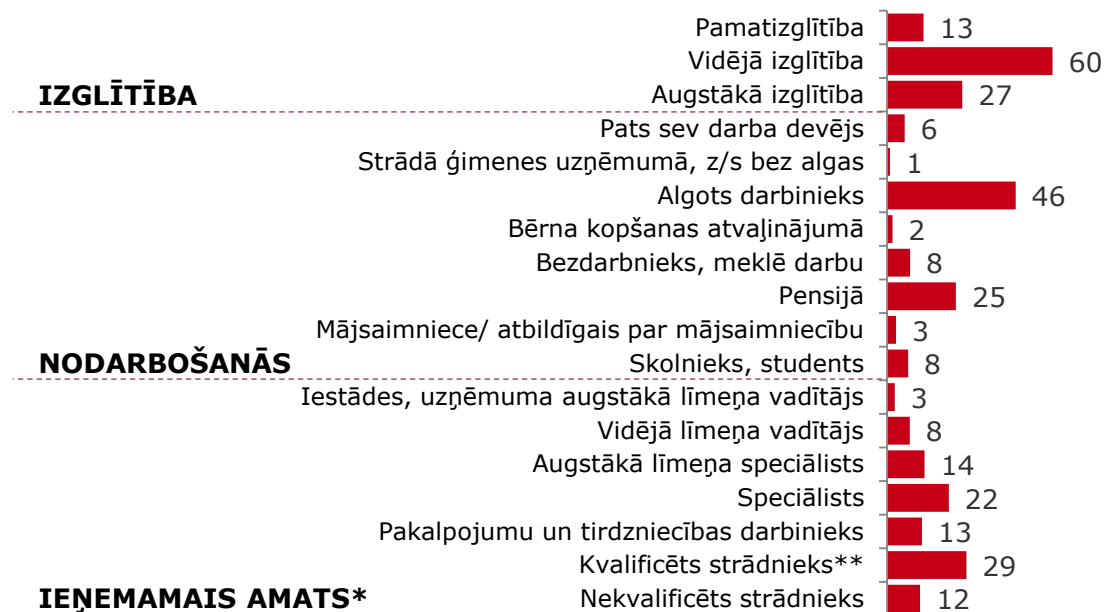 Pamatizglītība 13
Vidējā izglītība 60
IZGLĪTĪBA Augstākā izglītība 27
Pats sev darba devējs 6
Strādā ģimenes uzņēmumā, z/s bez algas 1
Algots darbinieks 46
Bērna kopšanas atvaļinājumā 2
Bezdarbnieks, meklē darbu 8
Pensijā 25
Mājsaimniece/ atbildīgais par mājsaimniecību 3
NODARBOŠANĀS Skolnieks, students 8
Iestādes, uzņēmuma augstākā līmeņa vadītājs 3
Vidējā līmeņa vadītājs 8
Augstākā līmeņa speciālists 14
Speciālists 22
Pakalpojumu un tirdzniecības darbinieks 13
Kvalificēts strādnieks** 29
IEŅEMAMAIS AMATS* Nekvalificēts strādnieks 12